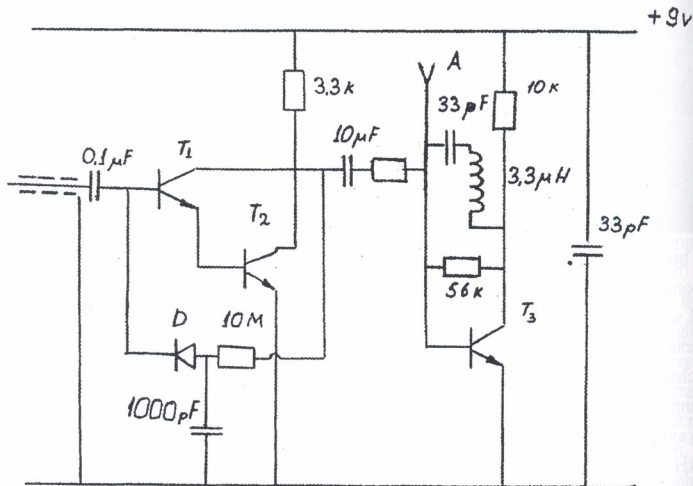 +9v
A
3,3k
33pF
10k
0,1µF
T1
10µF
3,3µH
T2
33pF
56k
D
10M
T3
1000pF